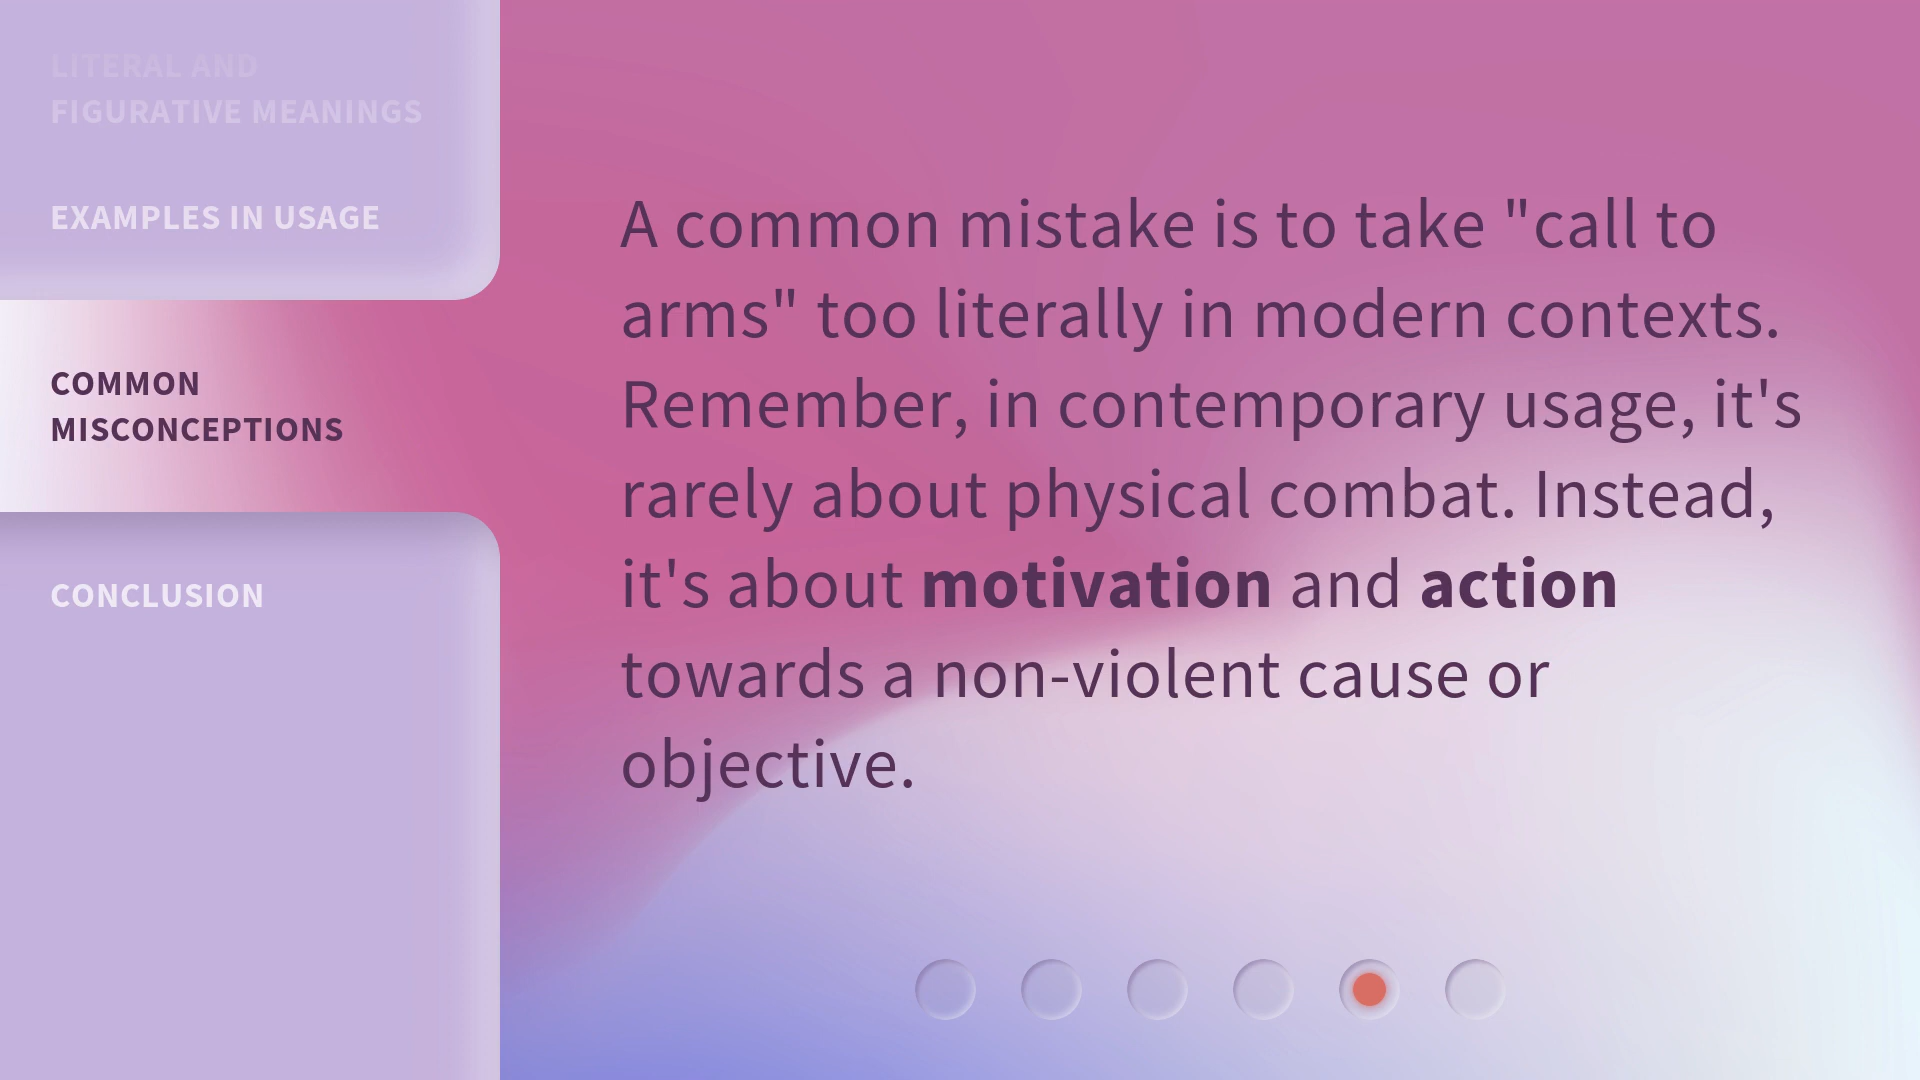 LITERAL AND
FIGURATIVE MEANINGS
EXAMPLES IN USAGE
COMMON
MISCONCEPTIONS
CONCLUSION
A common mistake is to take "call to
arms" too literally in modern contexts.
Remember, in contemporary usage, it's
rarely about physical combat. Instead,
it's about motivation and action
towards a non-violent cause or
objective.